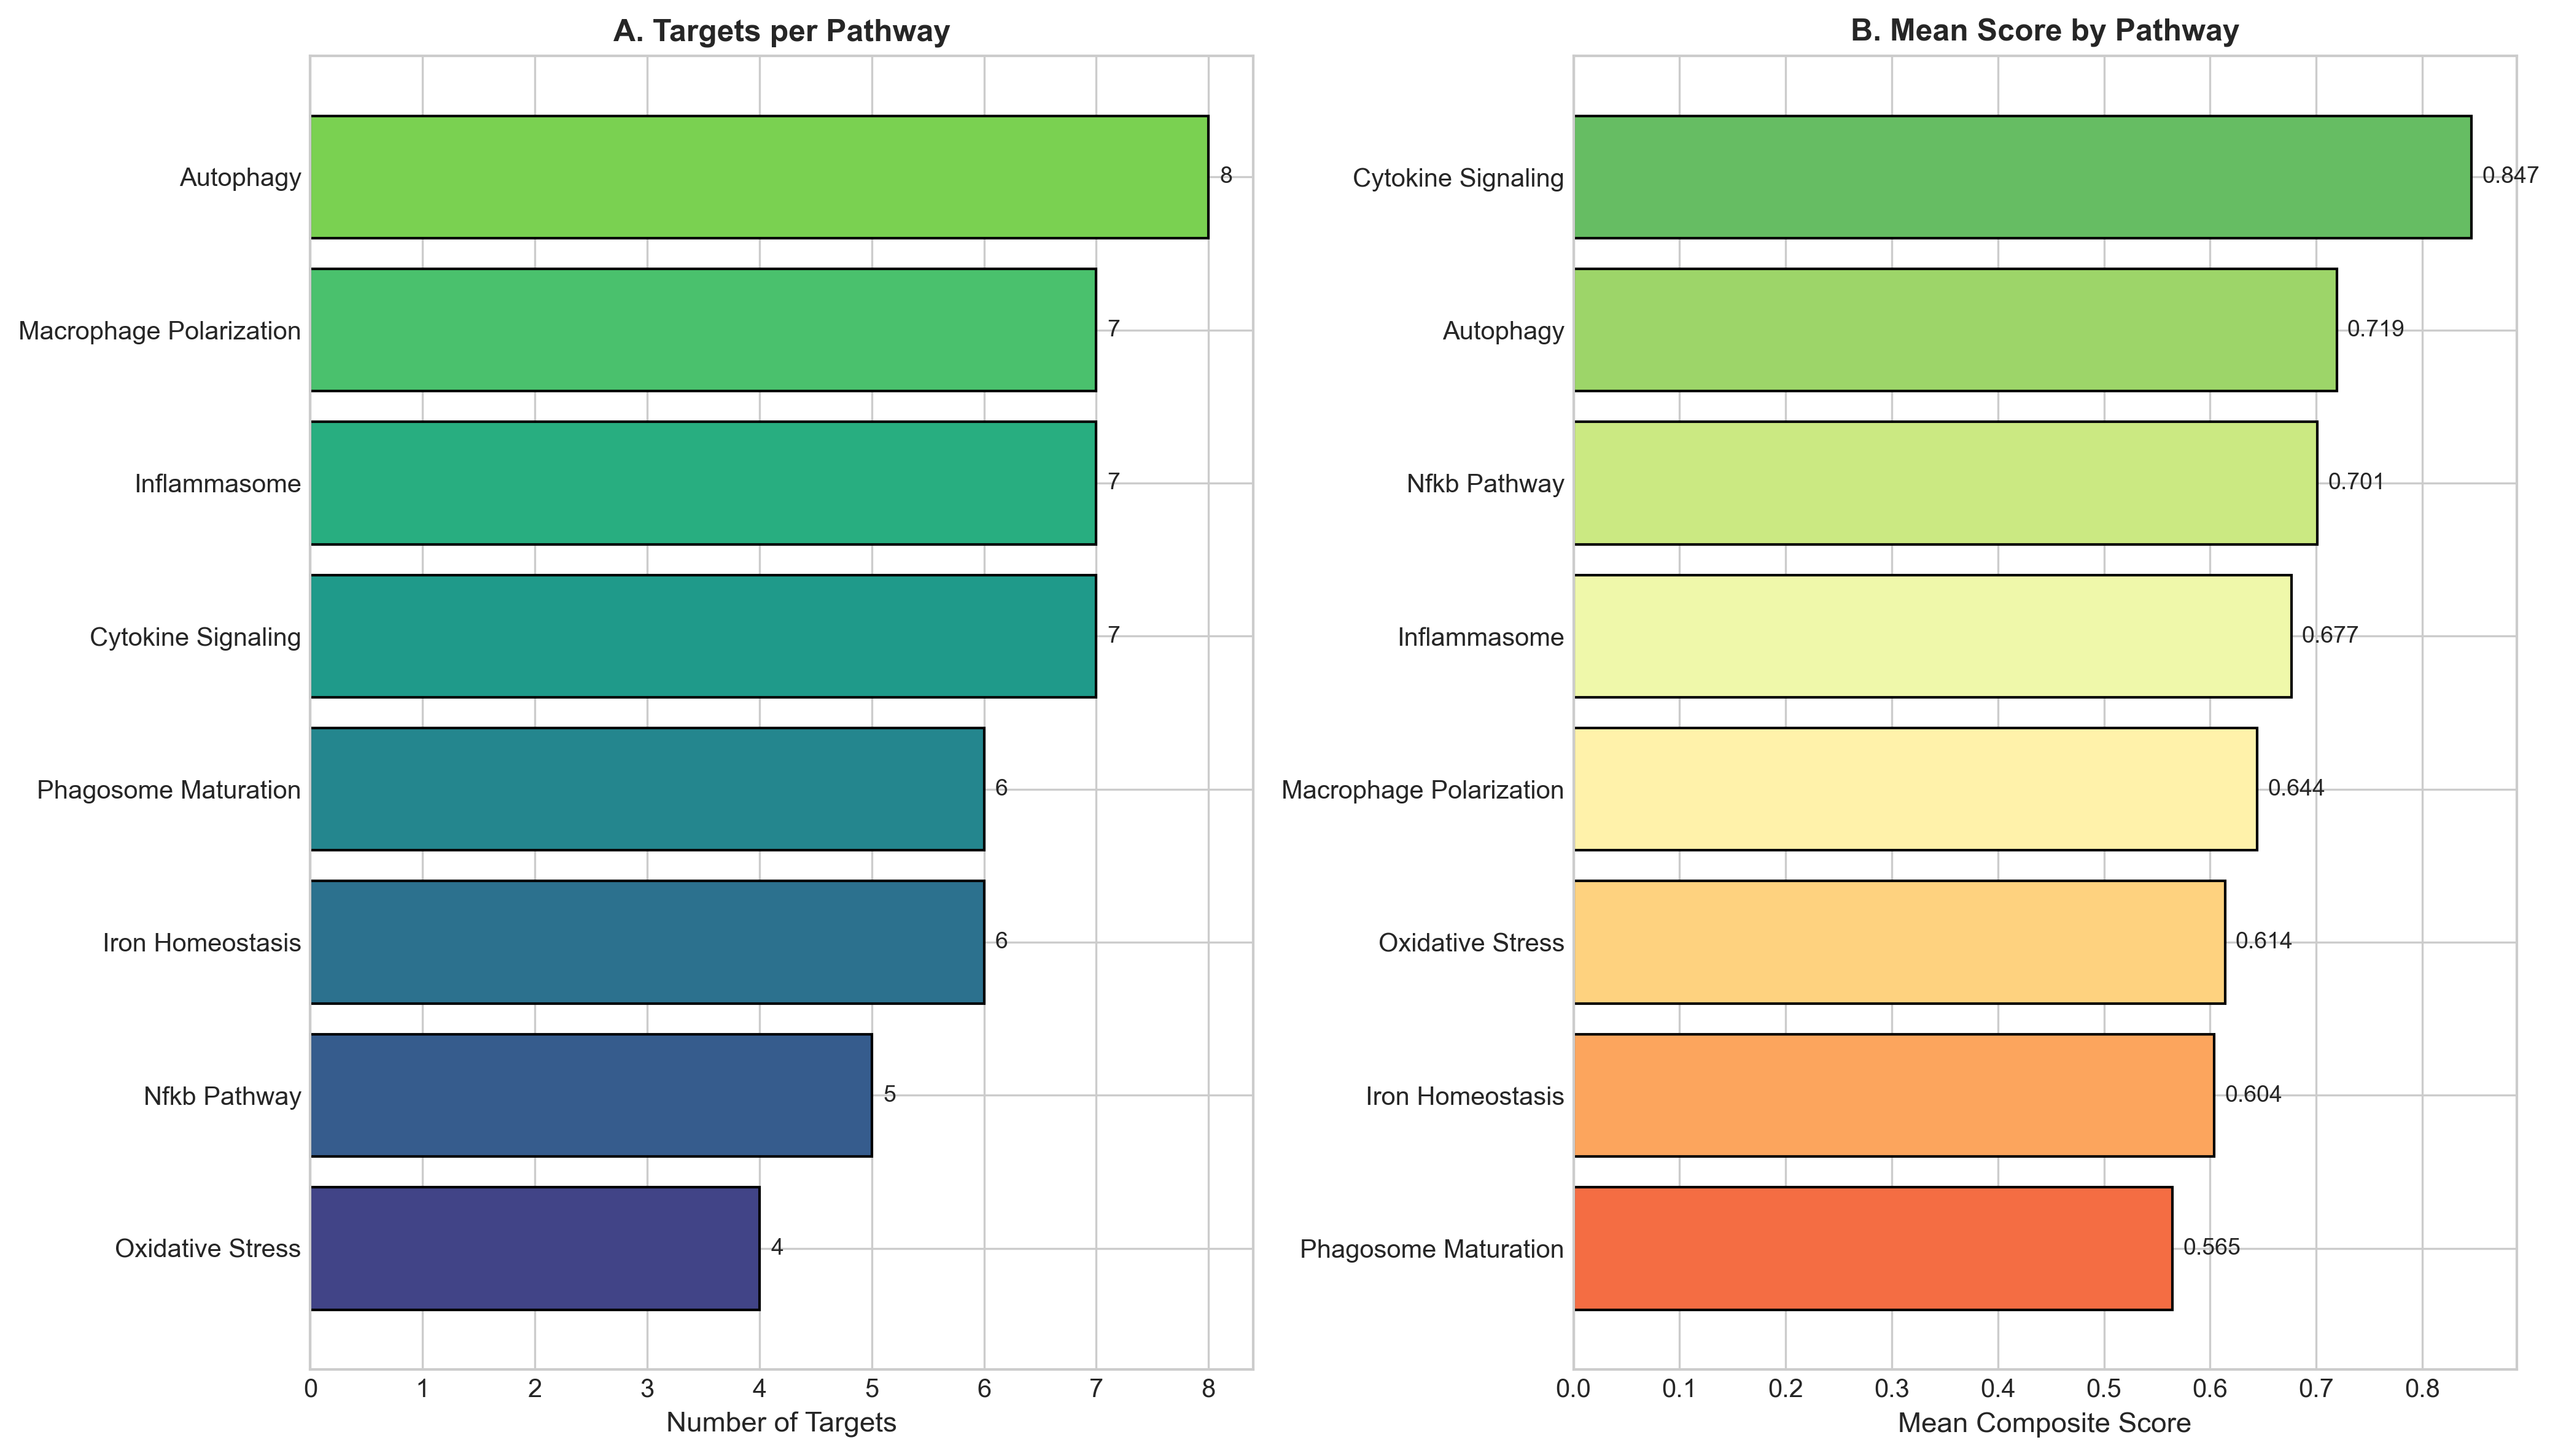 A. Targets per Pathway
Autophagy
8
Macrophage Polarization
7
Inflammasome
7
Cytokine Signaling
7
Phagosome Maturation
6
Iron Homeostasis
6
Nfkb Pathway
5
Oxidative Stress
4
0 1 2 3 4 5 6 7 8
Number of Targets
B. Mean Score by Pathway
Cytokine Signaling
0.847
Autophagy
0.719
Nfkb Pathway
0.701
Inflammasome
0.677
Macrophage Polarization
0.644
Oxidative Stress
0.614
Iron Homeostasis
0.604
Phagosome Maturation
0.565
0.0 0.1 0.2 0.3 0.4 0.5 0.6 0.7 0.8
Mean Composite Score